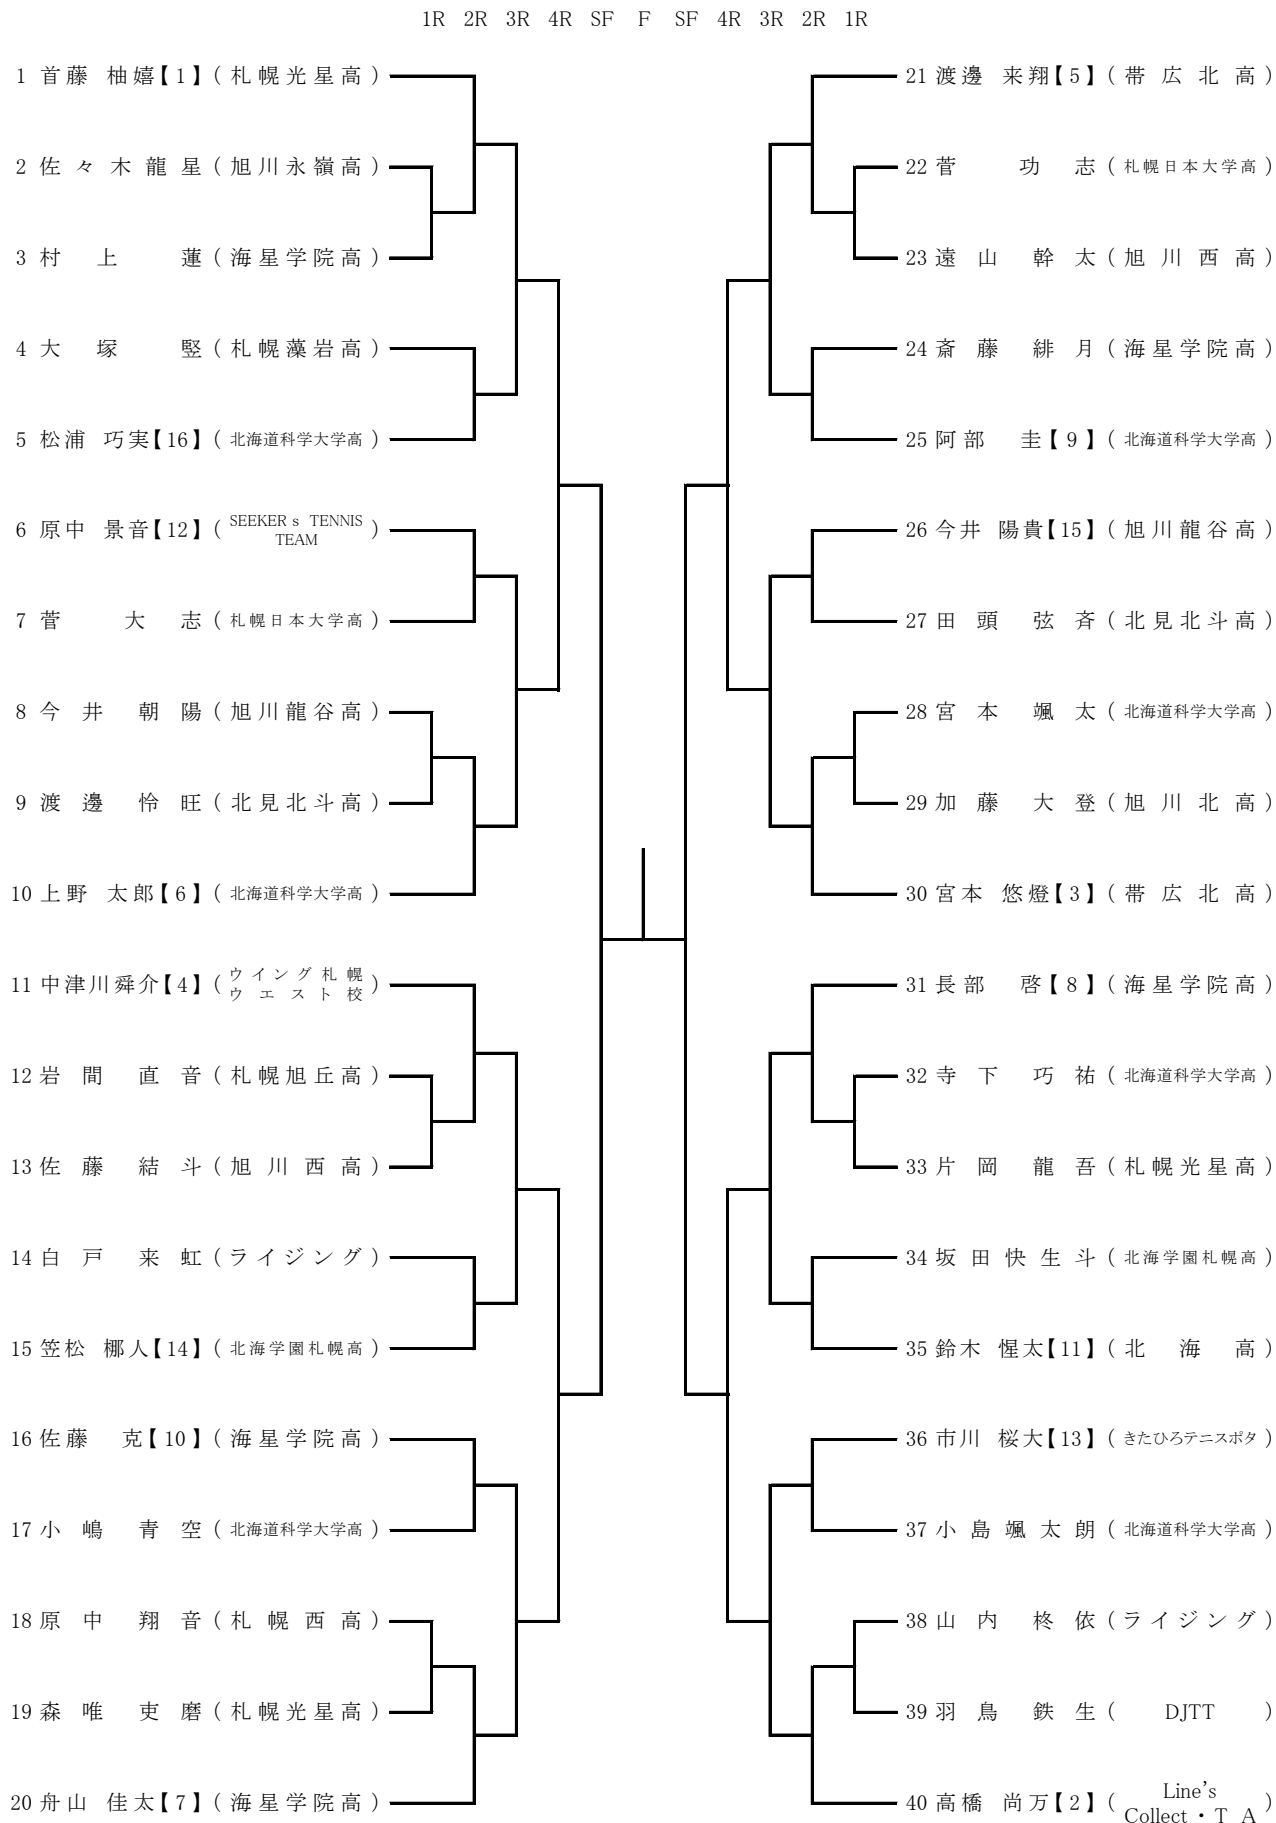 1R 2R 3R 4R SF F SF 4R 3R 2R 1R
1 首藤 柚嬉【1】(札幌光星高)
2 佐々木龍星(旭川永嶺高)
3 村上 蓮(海星学院高)
4 大塚 堅(札幌藻岩高)
5 松浦 巧実【16】(北海道科学大学高)
6 原中 景音【12】(SEEKER s TENNIS
TEAM)
7 菅 大志(札幌日本大学高)
8 今井 朝陽(旭川龍谷高)
9 渡邊 怜旺(北見北斗高)
10 上野 太郎【6】(北海道科学大学高)
11 中津川舜介【4】(ウイング札幌
ウエスト校)
12 岩間 直音(札幌旭丘高)
13 佐藤 結斗(旭川西高)
14 白戸 来虹(ライジング)
15 笠松 梛人【14】(北海学園札幌高)
16 佐藤 克【10】(海星学院高)
17 小嶋 青空(北海道科学大学高)
18 原中 翔音(札幌西高)
19 森唯 吏磨(札幌光星高)
20 舟山 佳太【7】(海星学院高)
21 渡邊 来翔【5】(帯広北高)
22 菅 功志(札幌日本大学高)
23 遠山 幹太(旭川西高)
24 斎藤 緋月(海星学院高)
25 阿部 圭【9】(北海道科学大学高)
26 今井 陽貴【15】(旭川龍谷高)
27 田頭 弦斉(北見北斗高)
28 宮本 颯太(北海道科学大学高)
29 加藤 大登(旭川北高)
30 宮本 悠燈【3】(帯広北高)
31 長部 啓【8】(海星学院高)
32 寺下 巧祐(北海道科学大学高)
33 片岡 龍吾(札幌光星高)
34 坂田快生斗(北海学園札幌高)
35 鈴木 惺太【11】(北海高)
36 市川 桜大【13】(きたひろテニスポタ)
37 小島颯太朗(北海道科学大学高)
38 山内 柊依(ライジング)
39 羽鳥 鉄生(DJTT)
40 高橋 尚万【2】(Line's
Collect・T A)